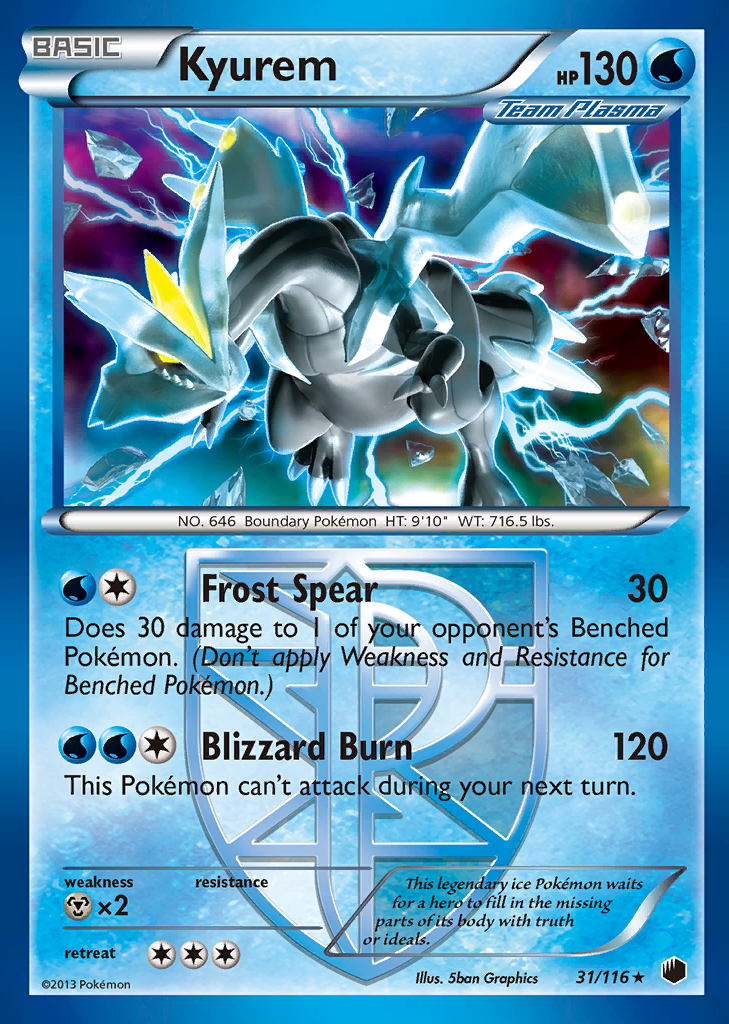 BASIC
Kyurem
HP130
Team Plasma
NO. 646 Boundary Pokémon HT: 9'10" WT: 716.5 lbs.
Frost Spear 30
Does 30 damage to 1 of your opponent's Benched
Pokémon. (Don't apply Weakness and Resistance for
Benched Pokémon.)
Blizzard Burn 120
This Pokémon can't attack during your next turn.
weakness resistance
×2
retreat
This legendary ice Pokémon waits
for a hero to fill in the missing
parts of its body with truth
or ideals.
©2013 Pokémon
Illus. 5ban Graphics 31/116★